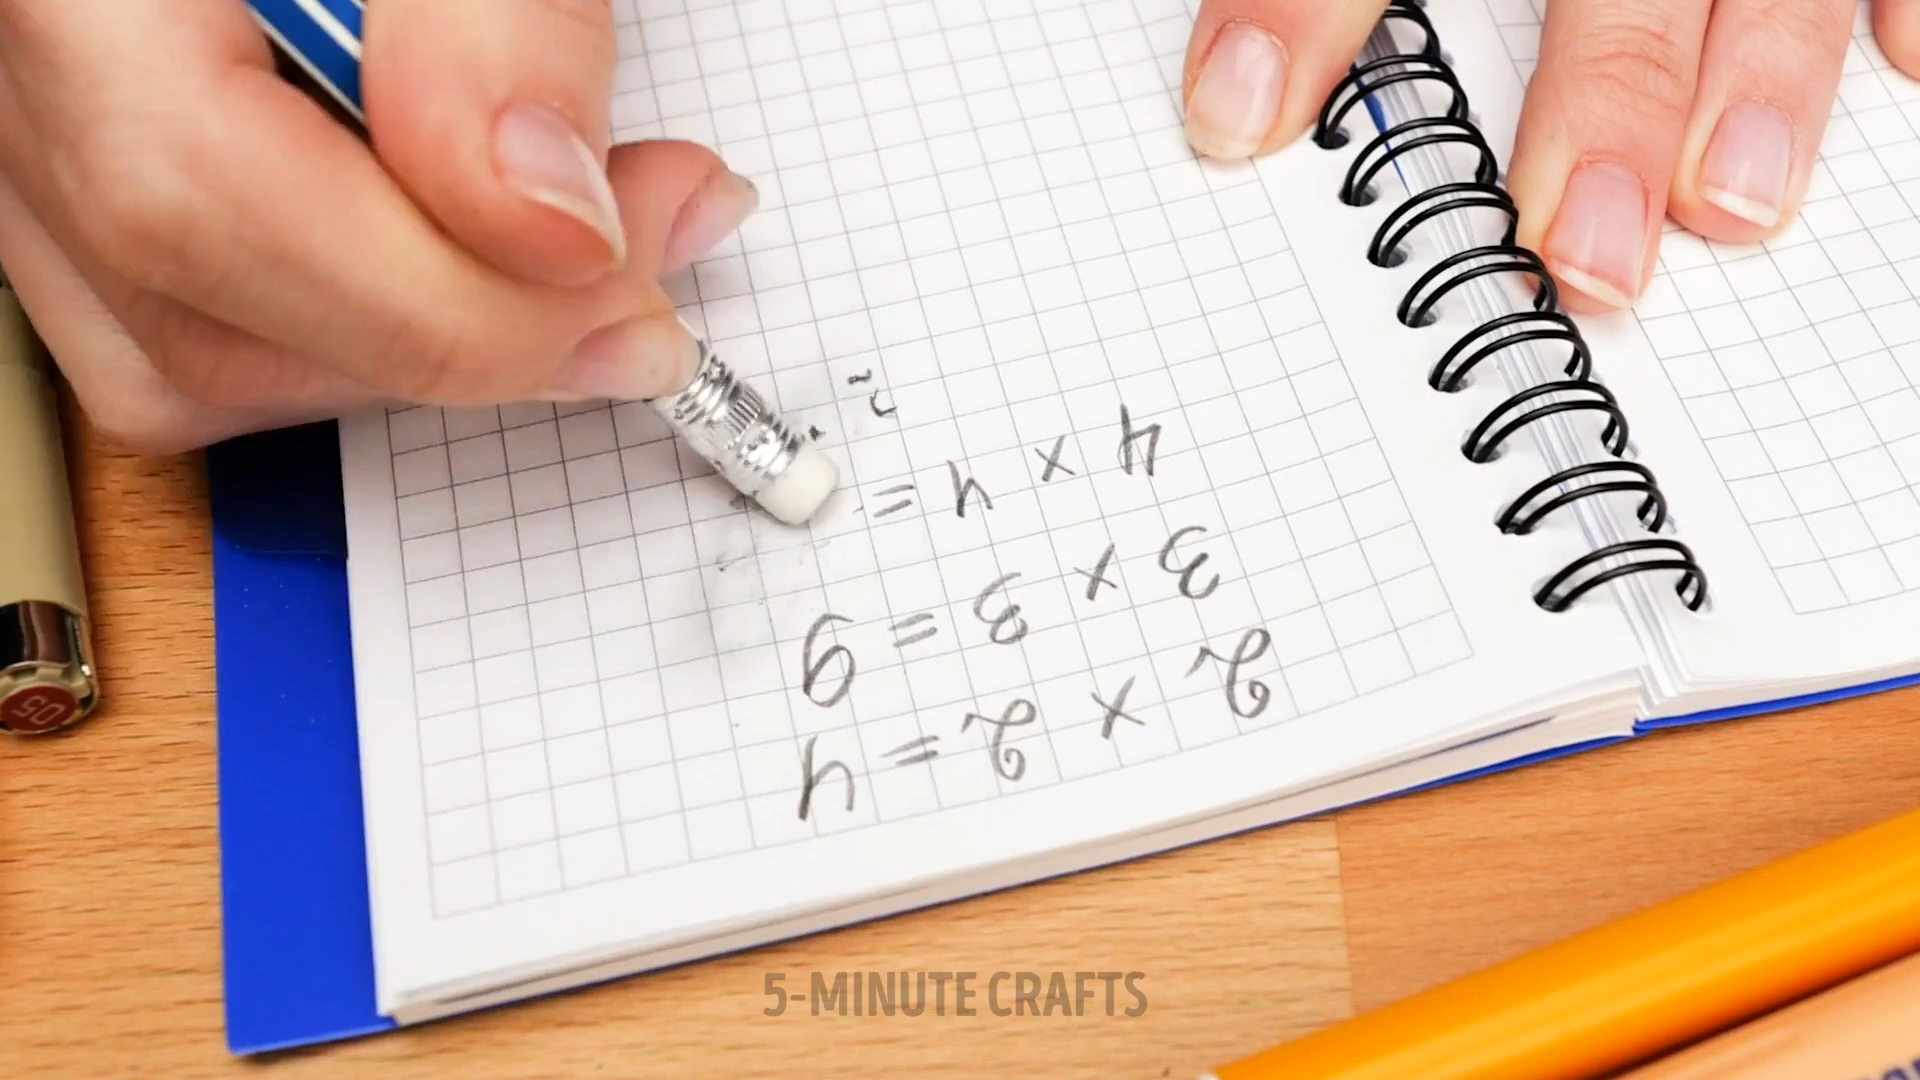 2 x 2 = 4
3 x 3 = 9
4 x 4 =
05
5-MINUTE CRAFTS